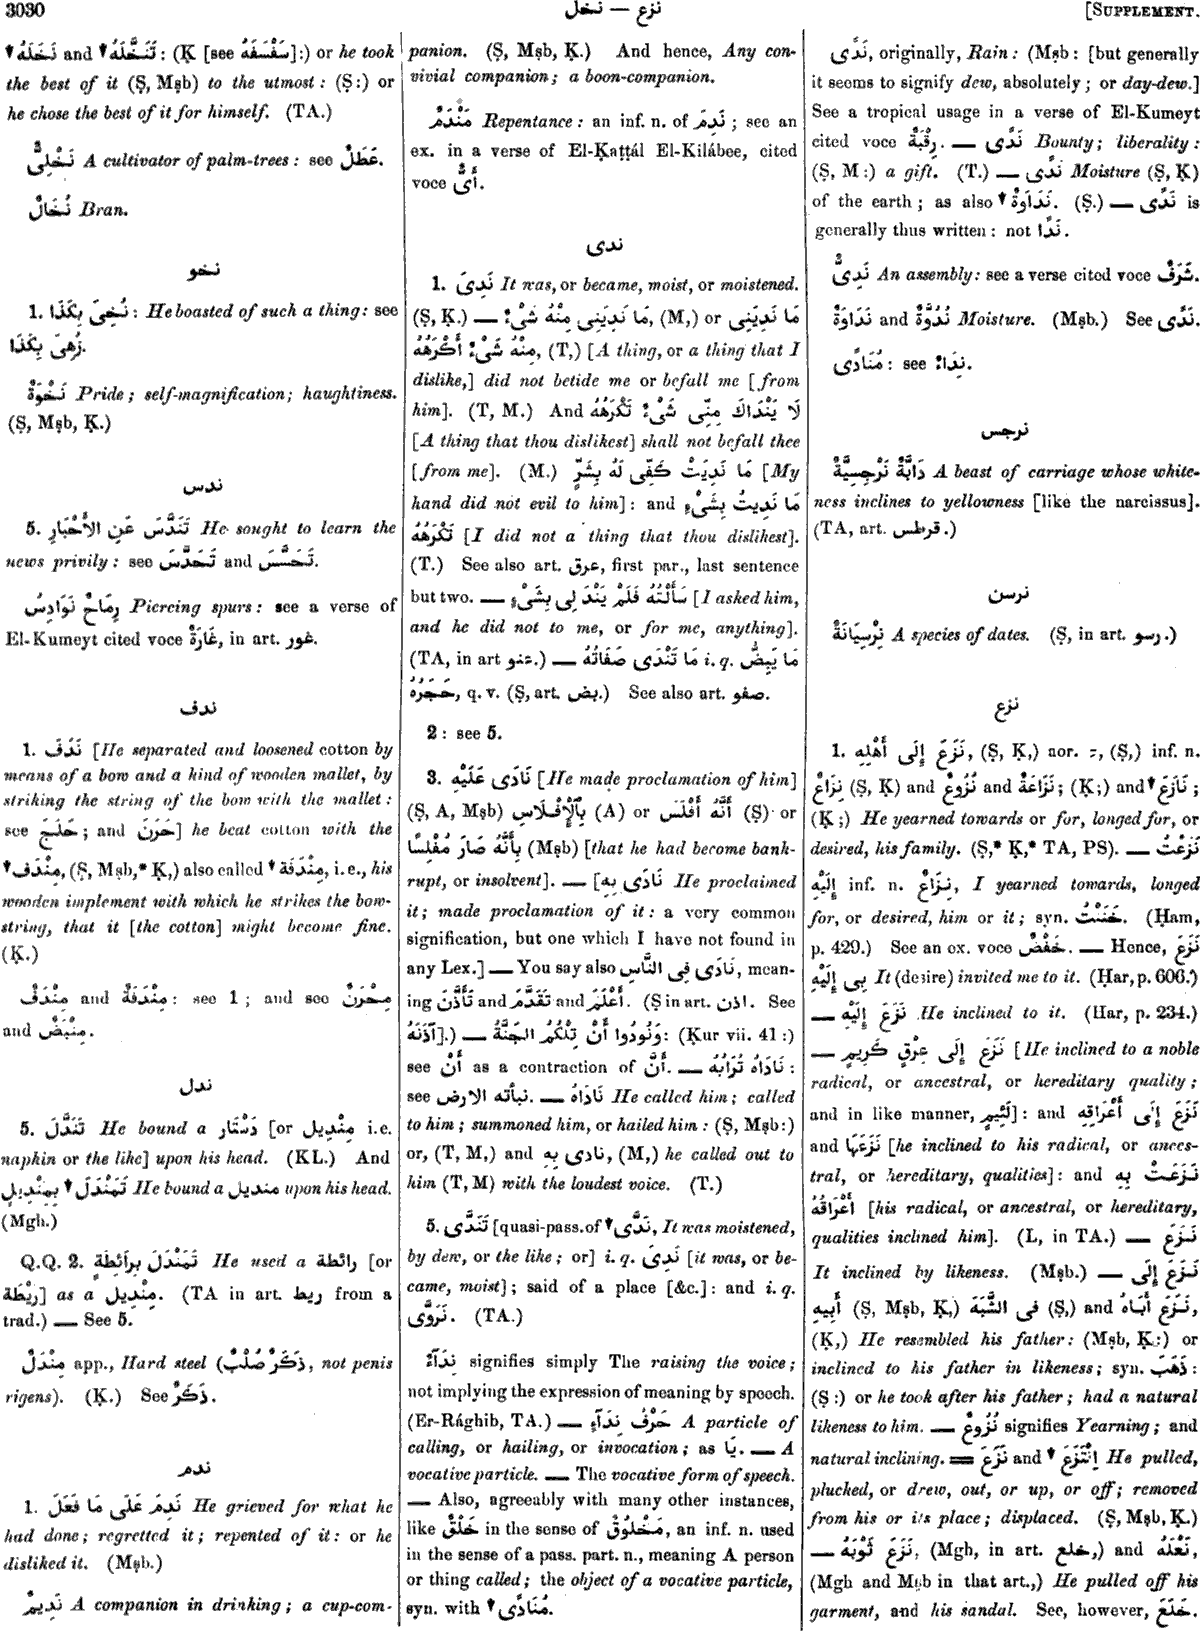 3030
نزع — نخل
[SUPPLEMENT.
نَخَلَهُ and تَنَخَّلَهُ : (Ḳ [see سَفْسَفَهُ]:) or he took
the best of it (Ṣ, Mṣb) to the utmost : (Ṣ :) or
he chose the best of it for himself. (TA.)
نَخْلِىٌّ A cultivator of palm-trees : see عَطَلٌ.
نُخَالٌ Bran.
نخو
1. نُخِىَ بِكَذَا : He boasted of such a thing : see
زُهِىَ بِكَذَا.
نَخْوَةٌ Pride ; self-magnification ; haughtiness.
(Ṣ, Mṣb, Ḳ.)
ندس
5. تَنَدَّسَ عَنِ الأَخْبَارِ He sought to learn the
news privily : see تَحَدَّسَ and تَحَسَّسَ.
رِمَاحٌ نَوَادِسُ Piercing spurs : see a verse of
El-Kumeyt cited voce غَارَةٌ, in art. غور.
ندف
1. نَدَفَ [He separated and loosened cotton by
means of a bow and a kind of wooden mallet, by
striking the string of the bow with the mallet :
see حَلَجَ ; and حَرَنَ] he beat cotton with the
مِنْدَف, (Ṣ, Mṣb,* Ḳ,) also called مِنْدَفَة, i.e., his
wooden implement with which he strikes the bow-
string, that it [the cotton] might become fine.
(Ḳ.)
مِنْدَفٌ and مِنْدَفَةٌ : see 1 ; and see مِحْرَنٌ
and مِنْبَضٌ.
ندل
5. تَنَدَّلَ He bound a دَسْتَار [or مِنْدِيل i.e.
napkin or the like] upon his head. (KL.) And
تَمَنْدَلَ بِمِنْدِيلٍ He bound a منديل upon his head.
(Mgh.)
Q.Q. 2. تَمَنْدَلَ بِرَائِطَةٍ He used a رائطة [or
رَيْطَة] as a مِنْدِيل. (TA in art. ريط from a
trad.) — See 5.
مِنْدَلٌ app., Hard steel (ذَكَرٌ صُلْبٌ, not penis
rigens). (Ḳ.) See ذَكَرٌ.
ندم
1. نَدِمَ عَلَى مَا فَعَلَ He grieved for what he
had done ; regretted it ; repented of it : or he
disliked it. (Mṣb.)
نَدِيمٌ A companion in drinking ; a cup-com-
panion. (Ṣ, Mṣb, Ḳ.) And hence, Any con-
vivial companion ; a boon-companion.
مَنْدَمٌ Repentance : an inf. n. of نَدِمَ ; see an
ex. in a verse of El-Ḳaṭṭál El-Kilábee, cited
voce أَىٌّ.
ندى
1. نَدِىَ It was, or became, moist, or moistened.
(Ṣ, Ḳ.) — مَا نَدِيَنِى مِنْهُ شَىْءٌ, (M,) or مَا نَدِيَنِى
مِنْهُ شَىْءٌ أَكْرَهُهُ, (T,) [A thing, or a thing that I
dislike,] did not betide me or befall me [from
him]. (T, M.) And لَا يَنْدَاكَ مِنِّى شَىْءٌ تَكْرَهُهُ
[A thing that thou dislikest] shall not befall thee
[from me]. (M.) مَا نَدِيَتْ كَفِّى لَهُ بِشَرٍّ [My
hand did not evil to him] : and مَا نَدِيتُ بِشَىْءٍ
تَكْرَهُهُ [I did not a thing that thou dislikest].
(T.) See also art. عرق, first par., last sentence
but two. — سَأَلْتُهُ فَلَمْ يَنْدَ لِى بِشَىْءٍ [I asked him,
and he did not to me, or for me, anything].
(TA, in art عنو.) — مَا تَنْدَى صَفَاتُهُ i. q. مَا يَبِضُّ
حَجَرُهُ, q. v. (Ṣ, art. بض.) See also art. صفو.
2 : see 5.
3. نَادَى عَلَيْهِ [He made proclamation of him]
(Ṣ, A, Mṣb) بِٱلْإِفْلَاسِ (A) or أَنَّهُ أَفْلَسَ (Ṣ) or
بِأَنَّهُ صَارَ مُفْلِسًا (Mṣb) [that he had become bank-
rupt, or insolvent]. — [نَادَى بِهِ He proclaimed
it ; made proclamation of it : a very common
signification, but one which I have not found in
any Lex.] — You say also نَادَى فِى النَّاسِ, mean-
ing تَأَذَّنَ and تَقَدَّمَ and أَعْلَمَ. (Ṣ in art. اذن. See
آذَنَهُ].) — وَنُودُوا أَنْ تِلْكُمُ الجَنَّةُ : (Ḳur vii. 41 :)
see أَنْ as a contraction of أَنَّ. — نَادَاهُ تُرَابُهُ :
see نبأته الارض. — نَادَاهُ He called him ; called
to him ; summoned him, or hailed him : (Ṣ, Mṣb:)
or, (T, M,) and نادى بِهِ, (M,) he called out to
him (T, M) with the loudest voice. (T.)
5. تَنَدَّى [quasi-pass. of نَدَّى, It was moistened,
by dew, or the like ; or] i. q. نَدِىَ [it was, or be-
came, moist] ; said of a place [&c.] : and i. q.
تَرَوَّى. (TA.)
نِدَآءٌ signifies simply The raising the voice ;
not implying the expression of meaning by speech.
(Er-Rághib, TA.) — حَرْفُ نِدَآءٍ A particle of
calling, or hailing, or invocation ; as يَا. — A
vocative particle. — The vocative form of speech.
— Also, agreeably with many other instances,
like خَلْقٌ in the sense of مَخْلُوقٌ, an inf. n. used
in the sense of a pass. part. n., meaning A person
or thing called ; the object of a vocative particle,
syn. with مُنَادًى.
نَدًى, originally, Rain : (Mṣb : [but generally
it seems to signify dew, absolutely ; or day-dew.]
See a tropical usage in a verse of El-Kumeyt
cited voce رِقْبَةٌ. — نَدًى Bounty ; liberality :
(Ṣ, M :) a gift. (T.) — نَدًى Moisture (Ṣ, Ḳ)
of the earth ; as also نَدَاوَةٌ. (Ṣ.) — نَدًى is
generally thus written : not نَدًا.
نَدِىٌّ An assembly : see a verse cited voce شَرَفٌ.
نَدَاوَةٌ and نُدُوَّةٌ Moisture. (Mṣb.) See نَدًى.
مُنَادًى : see نِدَاءٌ.
نرجس
دَابَّةٌ نَرْجِسِيَّةٌ A beast of carriage whose white-
ness inclines to yellowness [like the narcissus].
(TA, art. قرطس.)
نرسن
نِرْسِيَانَةٌ A species of dates. (Ṣ, in art. رسو.)
نزع
1. نَزَعَ إِلَى أَهْلِهِ, (Ṣ, Ḳ,) aor. ـِ, (Ṣ,) inf. n.
نِزَاعٌ (Ṣ, Ḳ) and نُزُوعٌ and نَزَاعَةٌ ; (Ḳ;) and نَازَعَ ;
(Ḳ ;) He yearned towards or for, longed for, or
desired, his family. (Ṣ,* Ḳ,* TA, PS). — نَزَعْتُ
إِلَيْهِ inf. n. نِزَاعٌ, I yearned towards, longed
for, or desired, him or it ; syn. حَنَنْتُ. (Ḥam,
p. 429.) See an ex. voce خَفْضٌ. — Hence, نَزَعَ
بِى إِلَيْهِ It (desire) invited me to it. (Ḥar, p. 606.)
— نَزَعَ إِلَيْهِ He inclined to it. (Har, p. 234.)
— نَزَعَ إِلَى عِرْقٍ كَرِيمٍ [He inclined to a noble
radical, or ancestral, or hereditary quality ;
and in like manner, لَئِيمٍ] : and نَزَعَ إِلَى أَعْرَاقِهِ
and نَزَعَهَا [he inclined to his radical, or ances-
tral, or hereditary, qualities] : and نَزَعَتْ بِهِ
أَعْرَاقُهُ [his radical, or ancestral, or hereditary,
qualities inclined him]. (L, in TA.) — نَزَعَ
It inclined by likeness. (Mṣb.) — نَزَعَ إِلَى
أَبِيهِ (Ṣ, Mṣb, Ḳ,) فى الشَّبَهِ (Ṣ,) and نَزَعَ أَبَاهُ,
(Ḳ,) He resembled his father : (Mṣb, Ḳ:) or
inclined to his father in likeness ; syn. ذَهَبَ :
(Ṣ :) or he took after his father ; had a natural
likeness to him. — نُزُوعٌ signifies Yearning ; and
natural inclining. = نَزَعَ and اِنْتَزَعَ He pulled,
plucked, or drew, out, or up, or off ; removed
from his or its place ; displaced. (Ṣ, Mṣb, Ḳ.)
— نَزَعَ ثَوْبَهُ, (Mgh, in art. خلع,) and نَعْلَهُ,
(Mgh and Mṣb in that art.,) He pulled off his
garment, and his sandal. See, however, خَلَعَ.